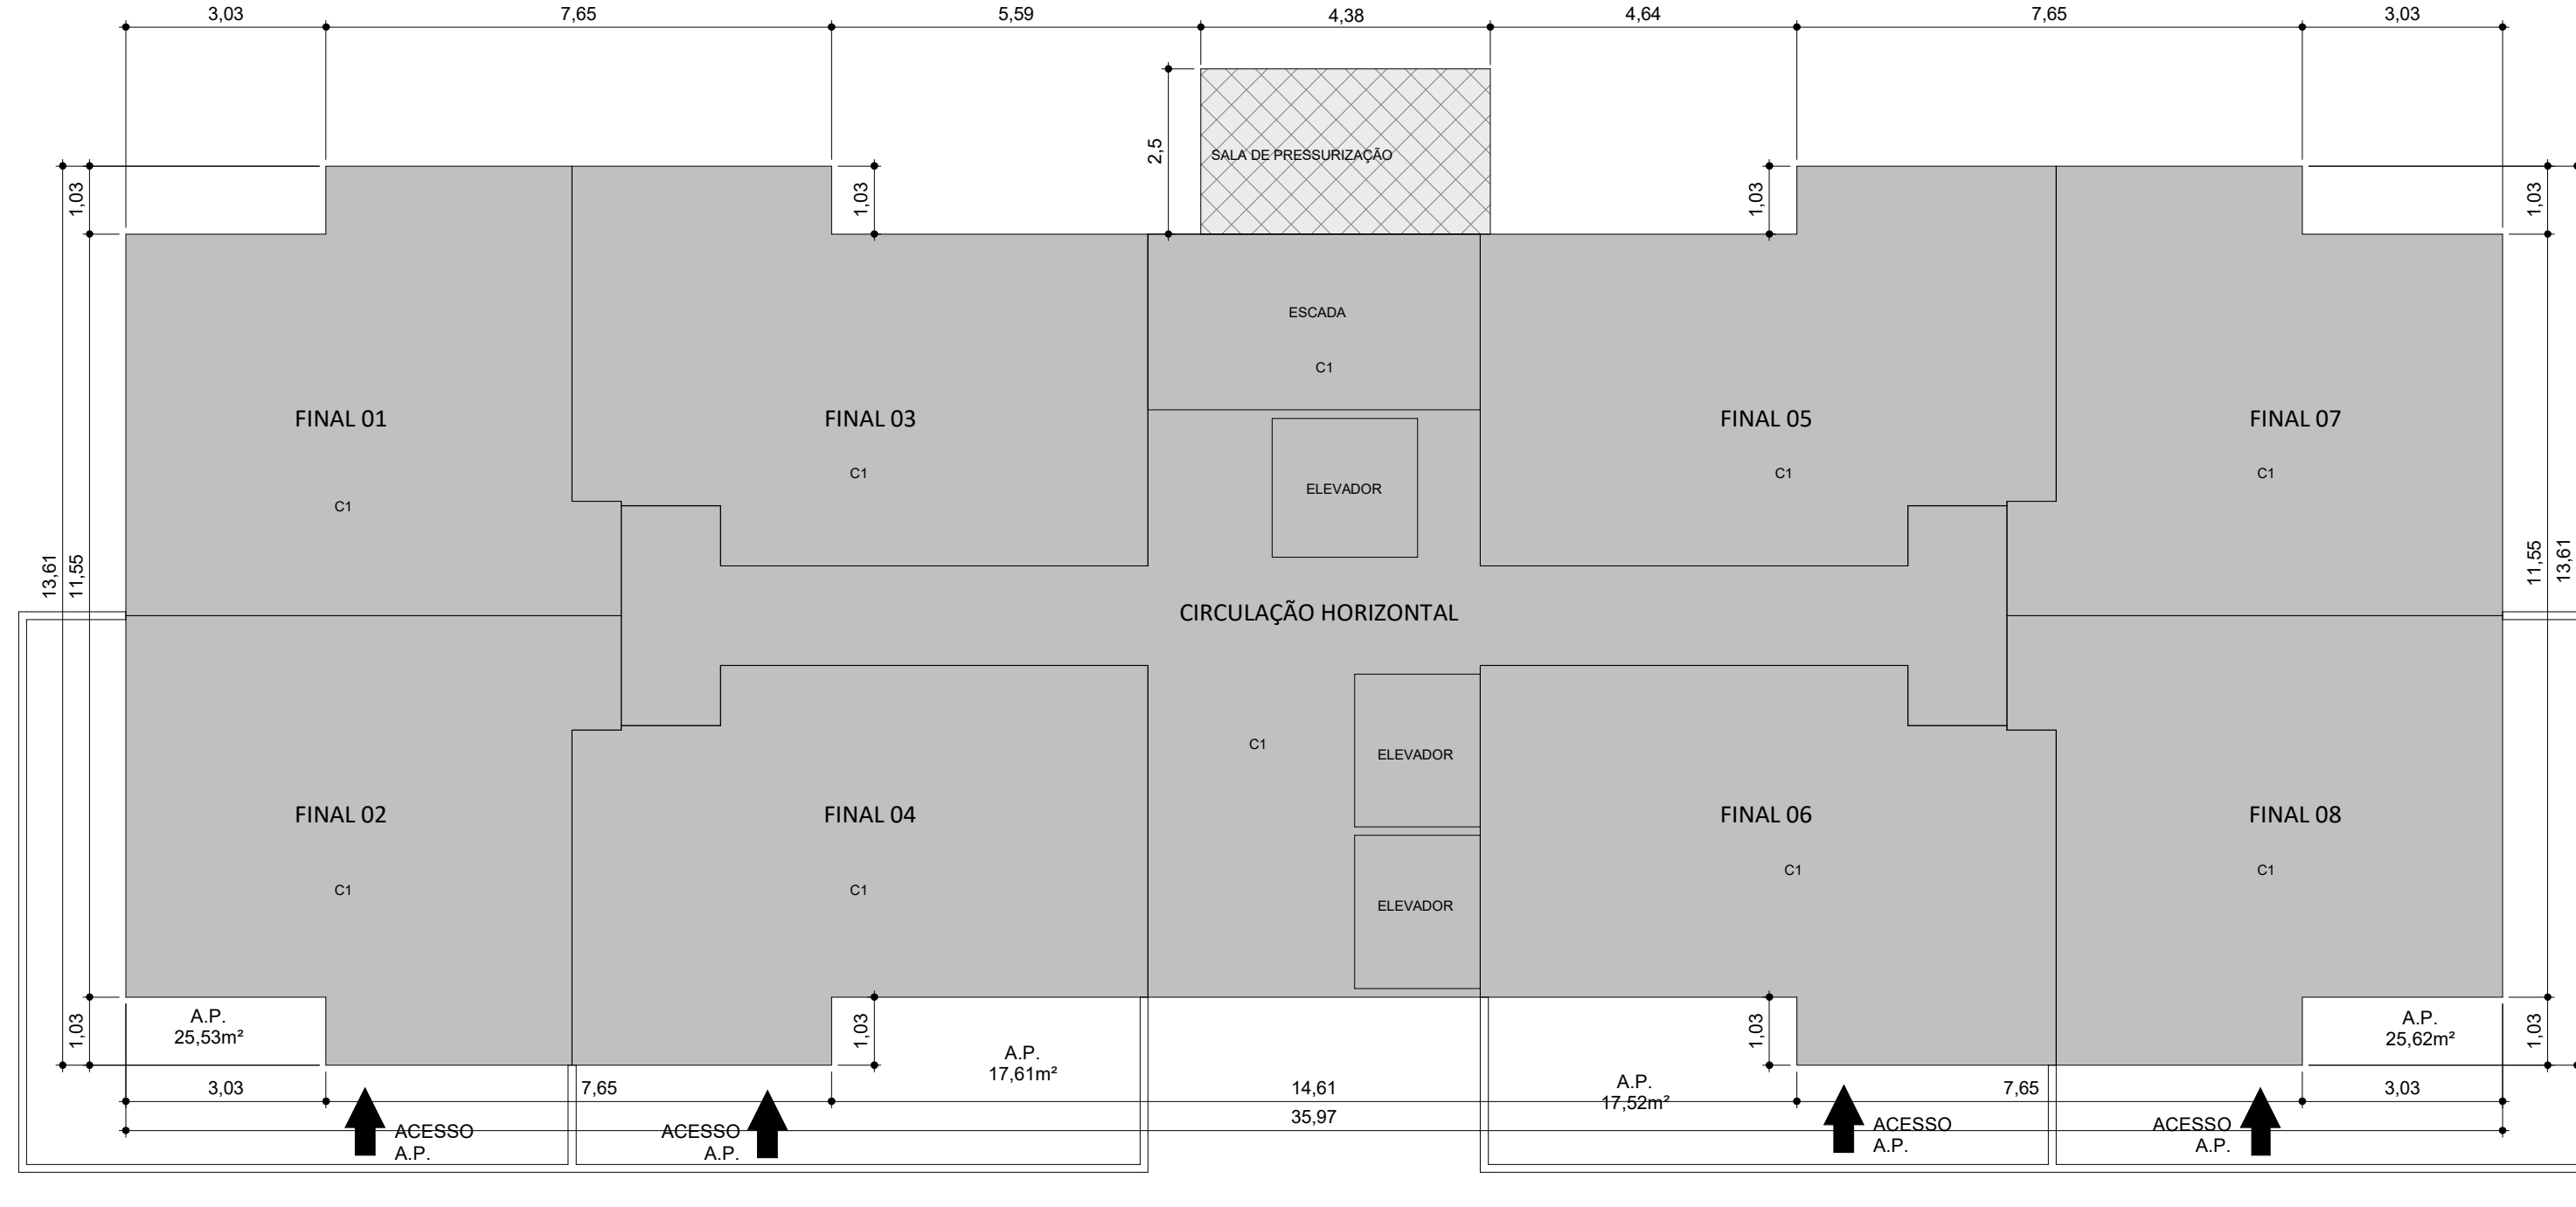 3,03
7,65
5,59
4,38
4,64
7,65
3,03
2,5
SALA DE PRESSURIZAÇÃO
1,03
1,03
1,03
1,03
ESCADA
C1
FINAL 01
FINAL 03
FINAL 05
FINAL 07
C1
C1
C1
C1
ELEVADOR
13,61
11,55
11,55
13,61
CIRCULAÇÃO HORIZONTAL
C1
ELEVADOR
FINAL 02
FINAL 04
FINAL 06
FINAL 08
C1
C1
C1
C1
ELEVADOR
A.P.
25,53m²
1,03
1,03
1,03
1,03
A.P.
17,61m²
A.P.
17,52m²
A.P.
25,62m²
3,03
7,65
14,61
7,65
3,03
35,97
ACESSO
A.P.
ACESSO
A.P.
ACESSO
A.P.
ACESSO
A.P.